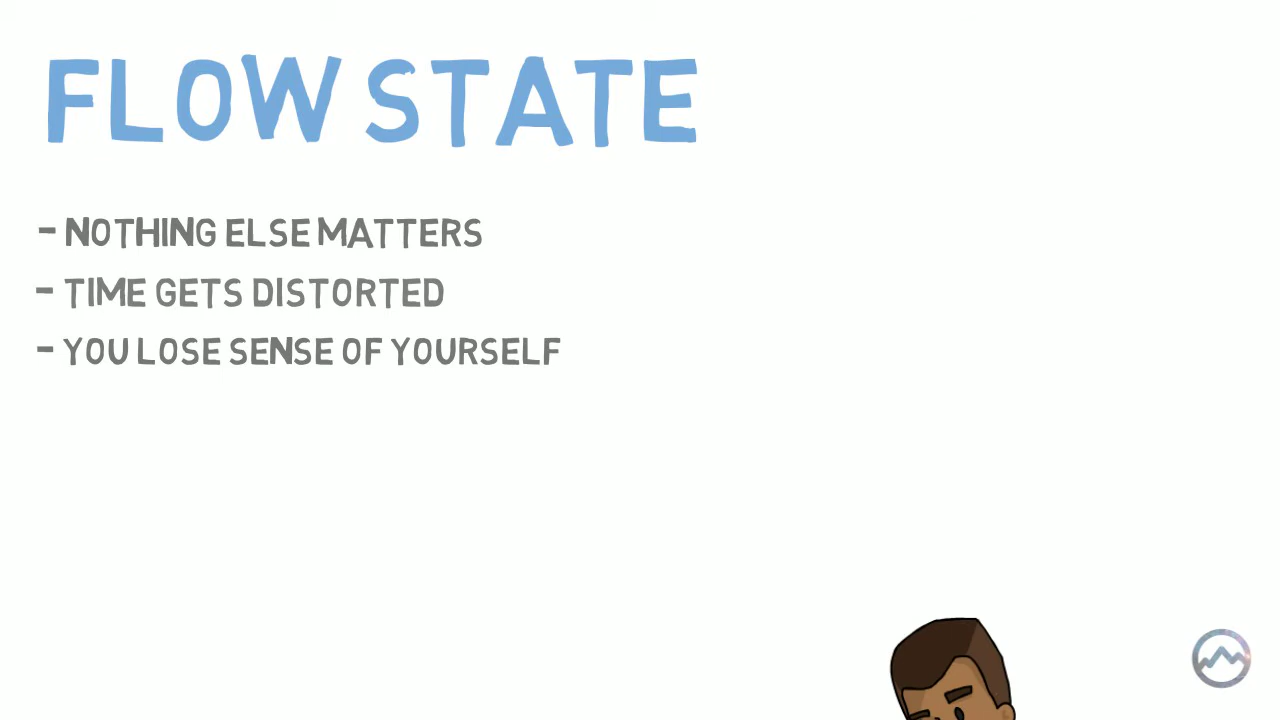 FLOW STATE
- NOTHING ELSE MATTERS
- TIME GETS DISTORTED
- YOU LOSE SENSE OF YOURSELF